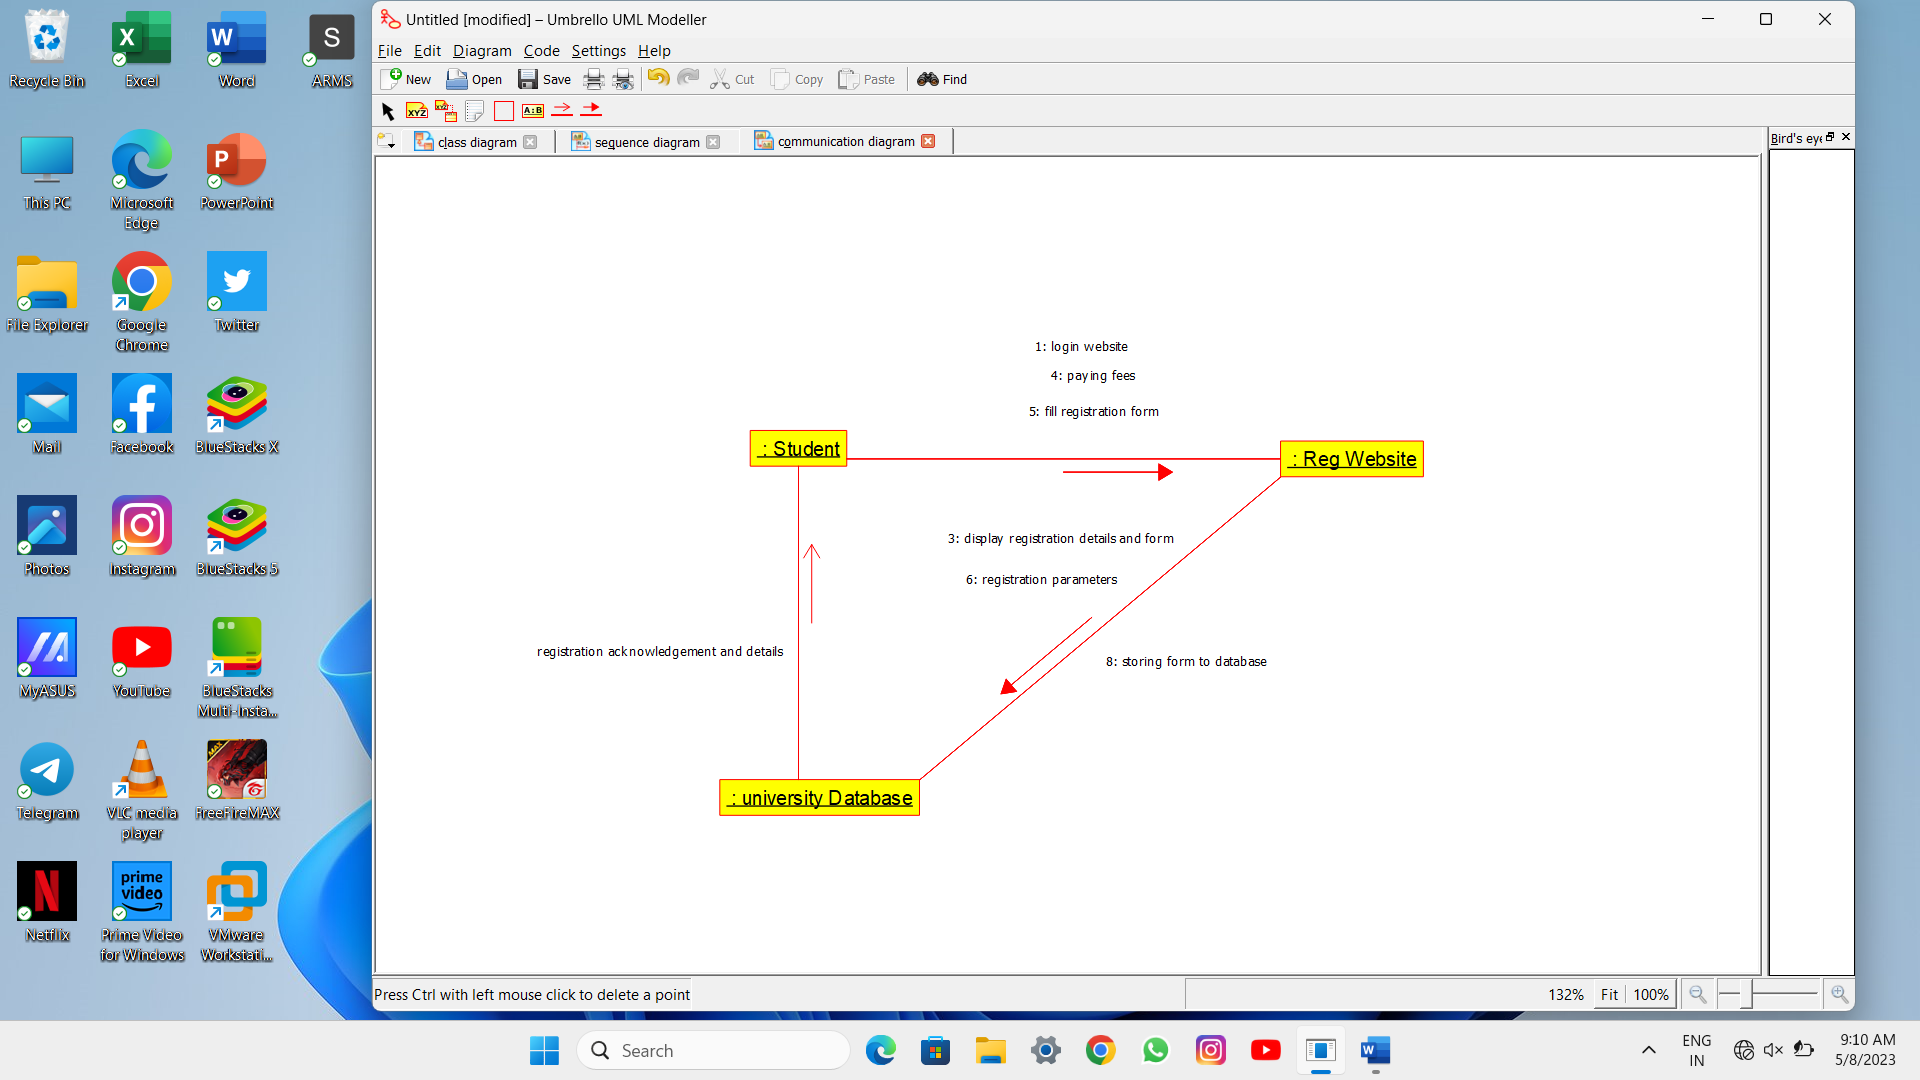 Untitled [modified] – Umbrello UML Modeller
File Edit Diagram Code Settings Help
New Open Save Cut Copy Paste Find
XYZ XYZ A:B
class diagram sequence diagram communication diagram
Bird's eye
1: login website
4: paying fees
5: fill registration form
: Student
: Reg Website
3: display registration details and form
6: registration parameters
registration acknowledgement and details
8: storing form to database
: university Database
Press Ctrl with left mouse click to delete a point
132% Fit 100%
Recycle Bin
Excel
Word
S
ARMS
This PC
Microsoft
Edge
PowerPoint
File Explorer
Google
Chrome
Twitter
Mail
Facebook
BlueStacks X
Photos
Instagram
BlueStacks 5
MyASUS
YouTube
BlueStacks
Multi-Insta...
Telegram
VLC media
player
MAX
FreeFireMAX
Netflix
prime
video
Prime Video
for Windows
VMware
Workstati...
Search
ENG
IN
9:10 AM
5/8/2023